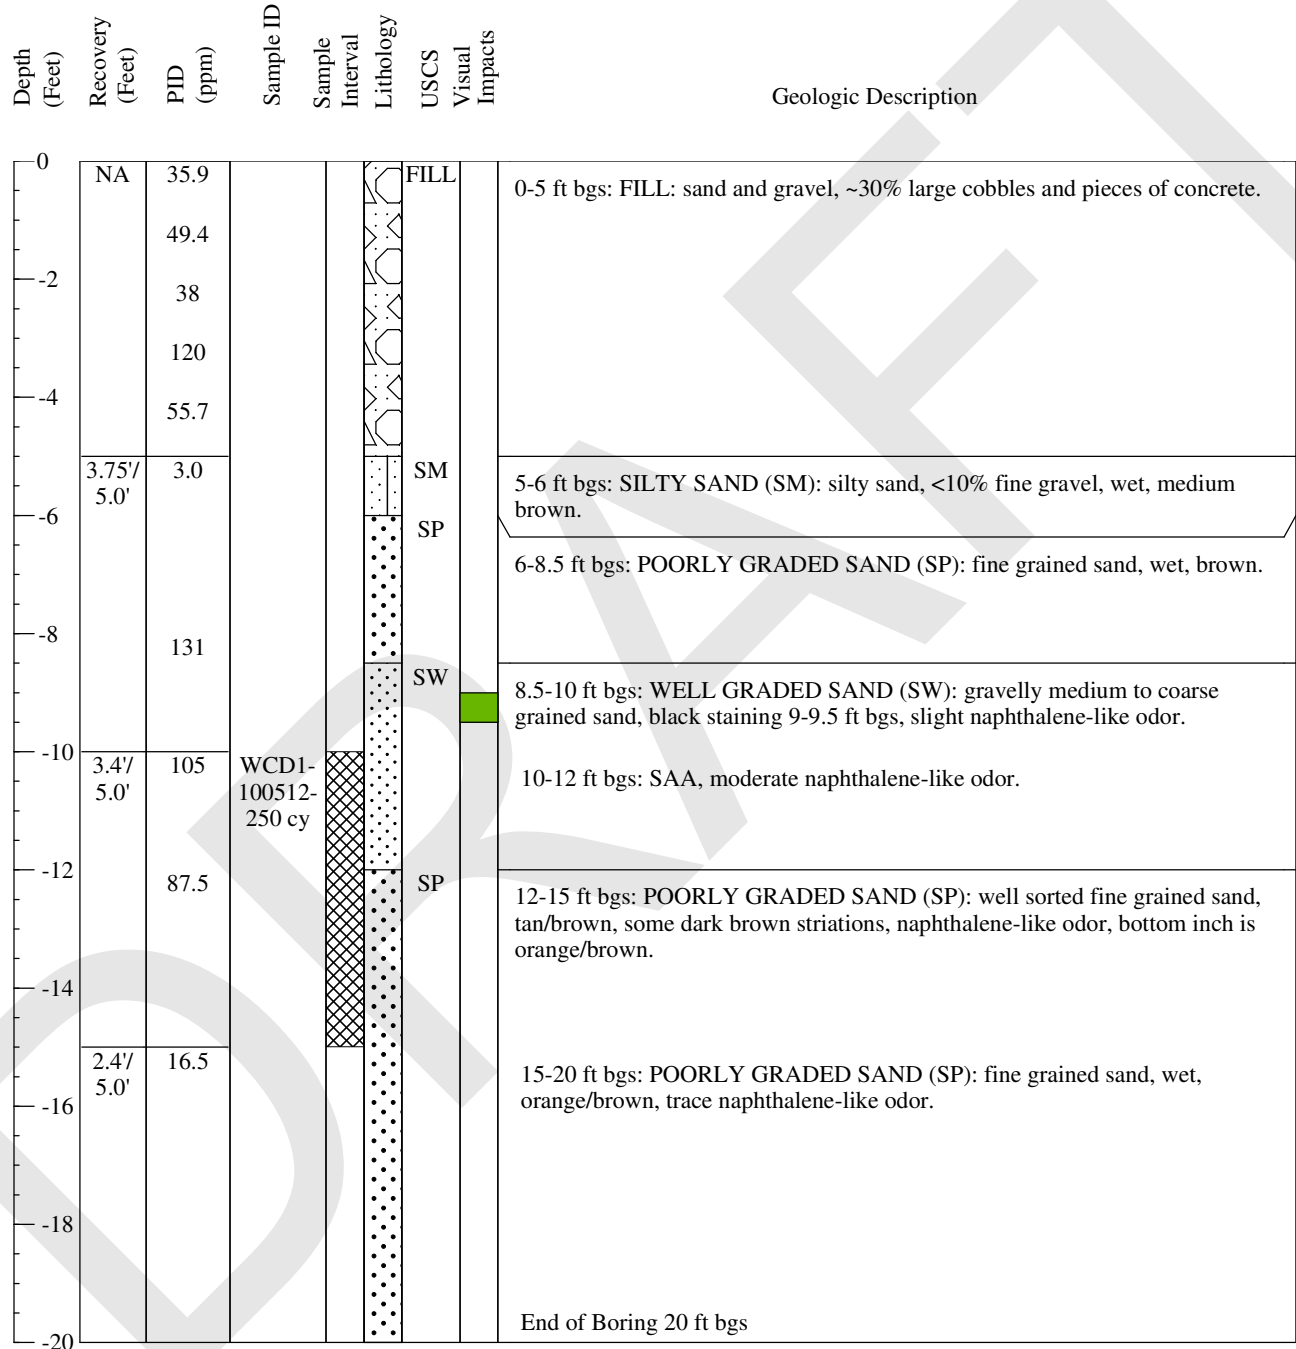 Depth
(Feet)
Recovery
(Feet)
PID
(ppm)
Sample ID
Sample
Interval
Lithology
USCS
Visual
Impacts
Geologic Description
0
NA
35.9
FILL
0-5 ft bgs: FILL: sand and gravel, ~30% large cobbles and pieces of concrete.
49.4
-2
38
120
-4
55.7
3.75'/
5.0'
3.0
SM
5-6 ft bgs: SILTY SAND (SM): silty sand, <10% fine gravel, wet, medium
brown.
-6
SP
6-8.5 ft bgs: POORLY GRADED SAND (SP): fine grained sand, wet, brown.
-8
131
SW
8.5-10 ft bgs: WELL GRADED SAND (SW): gravelly medium to coarse
grained sand, black staining 9-9.5 ft bgs, slight naphthalene-like odor.
-10
3.4'/
5.0'
105
WCD1-
100512-
250 cy
10-12 ft bgs: SAA, moderate naphthalene-like odor.
-12
87.5
SP
12-15 ft bgs: POORLY GRADED SAND (SP): well sorted fine grained sand,
tan/brown, some dark brown striations, naphthalene-like odor, bottom inch is
orange/brown.
-14
2.4'/
5.0'
16.5
15-20 ft bgs: POORLY GRADED SAND (SP): fine grained sand, wet,
orange/brown, trace naphthalene-like odor.
-16
-18
End of Boring 20 ft bgs
-20
DRAFT